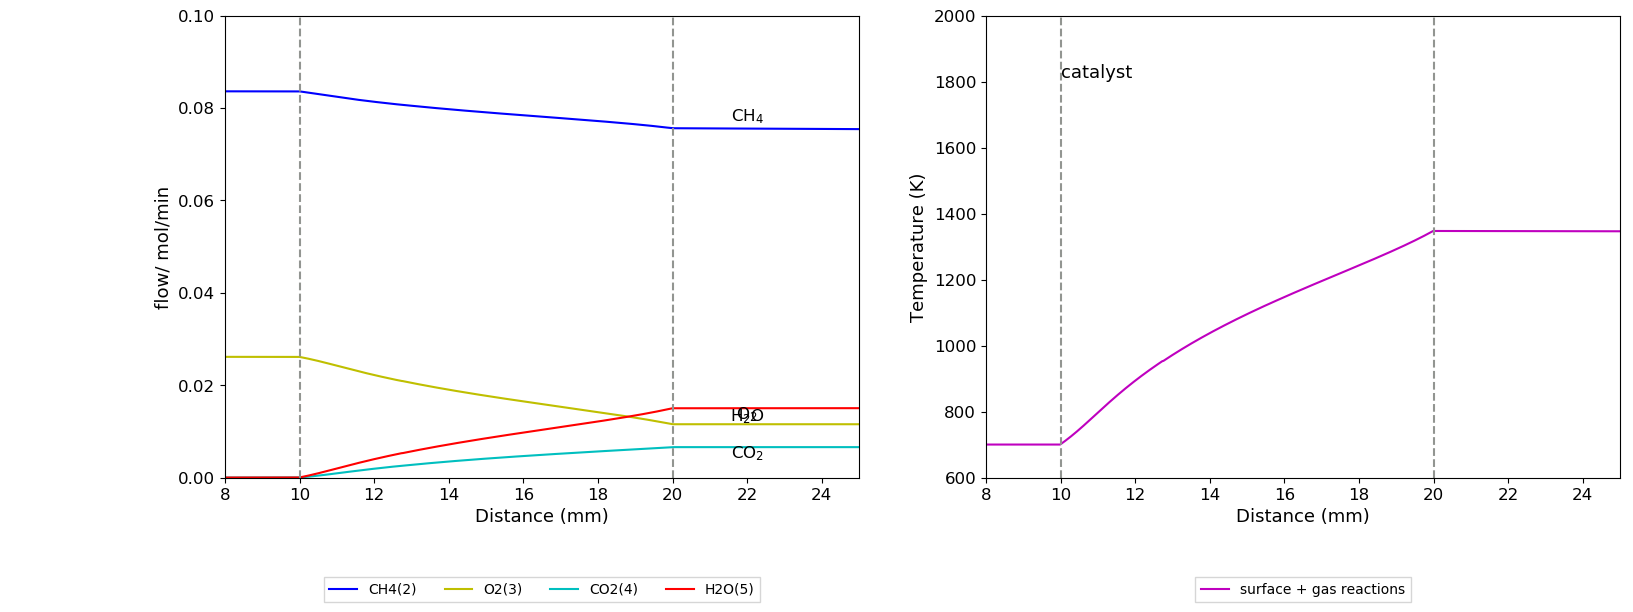 0.10
0.08
0.06
0.04
0.02
0.00
flow/ mol/min
CH₄
O₂
H₂O
CO₂
8 10 12 14 16 18 20 22 24
Distance (mm)
CH4(2) O2(3) CO2(4) H2O(5)
2000
1800
1600
1400
1200
1000
800
600
Temperature (K)
catalyst
8 10 12 14 16 18 20 22 24
Distance (mm)
surface + gas reactions